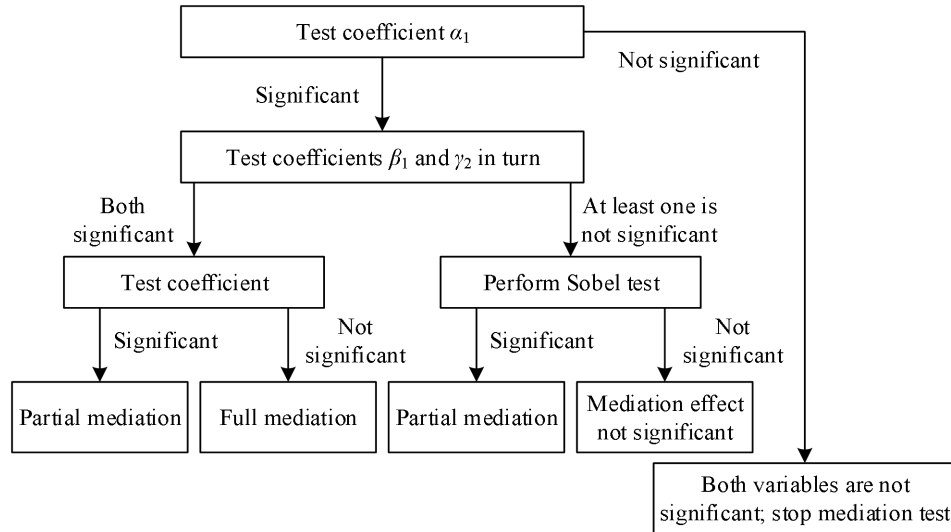 Test coefficient α₁
Not significant
Significant
Test coefficients β₁ and γ₂ in turn
Both
significant
At least one is
not significant
Test coefficient
Perform Sobel test
Significant
Not
significant
Significant
Not
significant
Partial mediation
Full mediation
Partial mediation
Mediation effect
not significant
Both variables are not
significant; stop mediation test